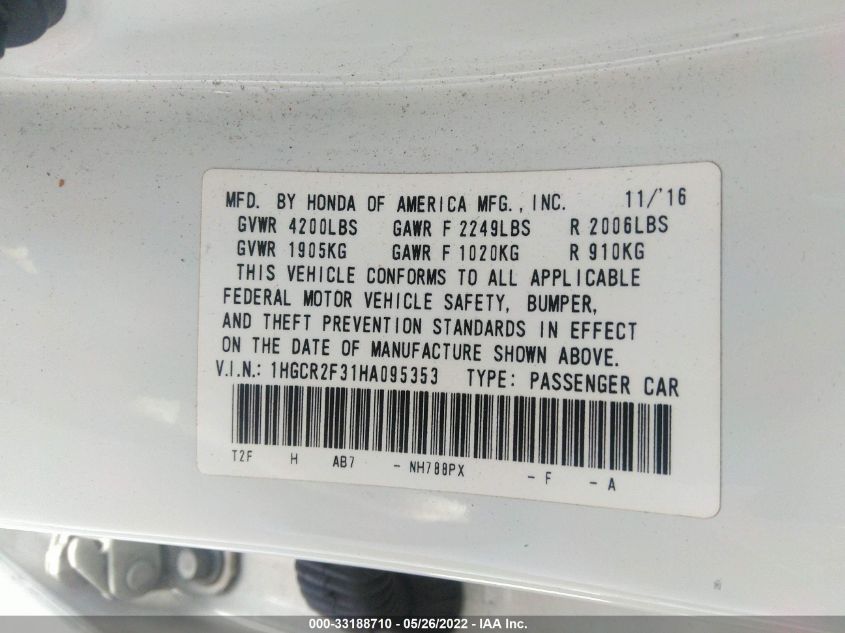 MFD. BY HONDA OF AMERICA MFG., INC. 11/'16
GVWR 4200LBS GAWR F 2249LBS R 2006LBS
GVWR 1905KG GAWR F 1020KG R 910KG
THIS VEHICLE CONFORMS TO ALL APPLICABLE
FEDERAL MOTOR VEHICLE SAFETY, BUMPER,
AND THEFT PREVENTION STANDARDS IN EFFECT
ON THE DATE OF MANUFACTURE SHOWN ABOVE.
V.I.N.: 1HGCR2F31HA095353 TYPE: PASSENGER CAR
T2F H AB7 - NH788PX - F - A
000-33188710 - 05/26/2022 - IAA Inc.